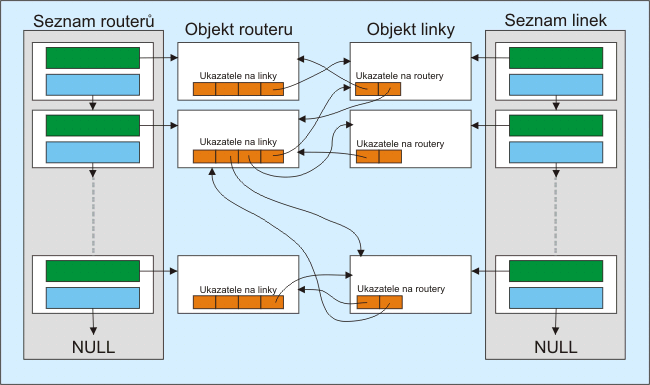 Seznam routerů
Objekt routeru
Objekt linky
Seznam linek
Ukazatele na linky
Ukazatele na routery
Ukazatele na linky
Ukazatele na routery
Ukazatele na linky
Ukazatele na routery
NULL
NULL